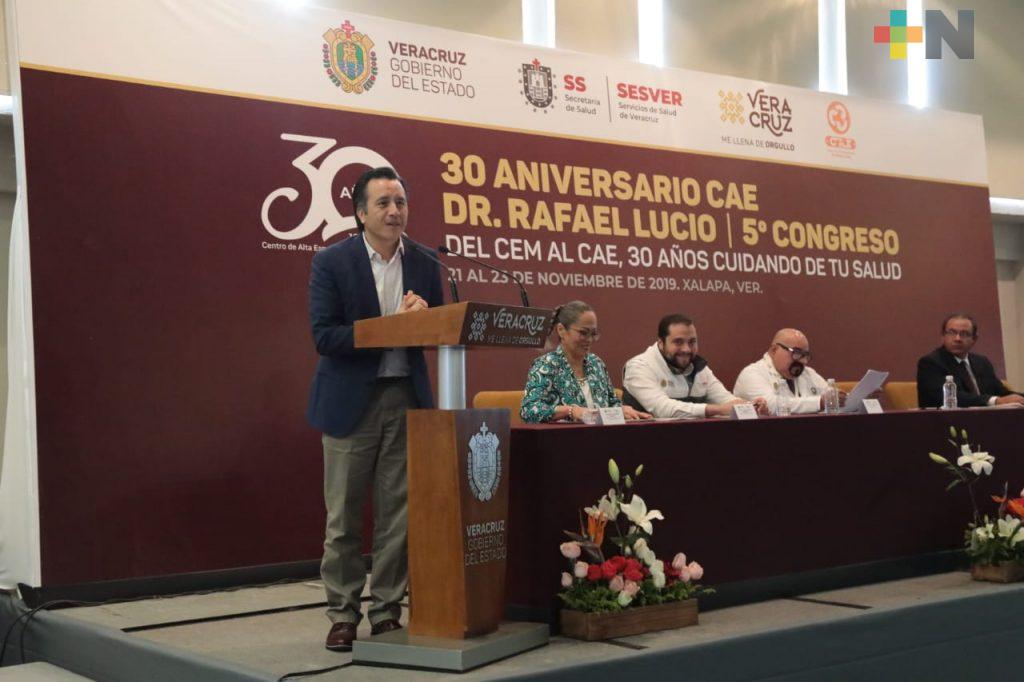 +N
VERACRUZ
GOBIERNO
DEL ESTADO
SS
Secretaría
de Salud
SESVER
Servicios de Salud
de Veracruz
VERA
CRUZ
ME LLENA DE ORGULLO
CAE
30
Centro de Alta
30 ANIVERSARIO CAE
DR. RAFAEL LUCIO | 5º CONGRESO
DEL CEM AL CAE, 30 AÑOS CUIDANDO DE TU SALUD
21 AL 23 DE NOVIEMBRE DE 2019. XALAPA, VER.
VERACRUZ
ME LLENA DE ORGULLO
VERACRUZ
GOBIERNO
DEL ESTADO